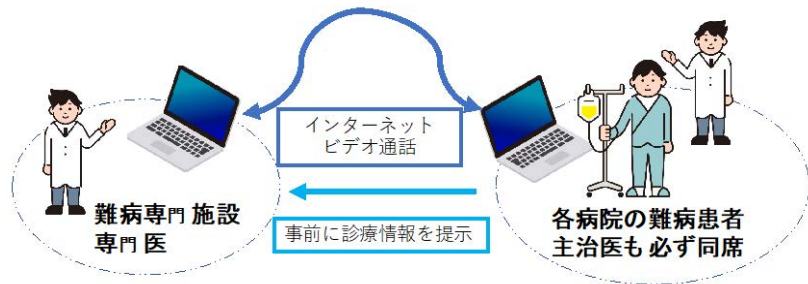 インターネット
ビデオ通話
難病専門 施設
専門 医
事前に診療情報を提示
各病院の難病患者
主治医も 必ず同席